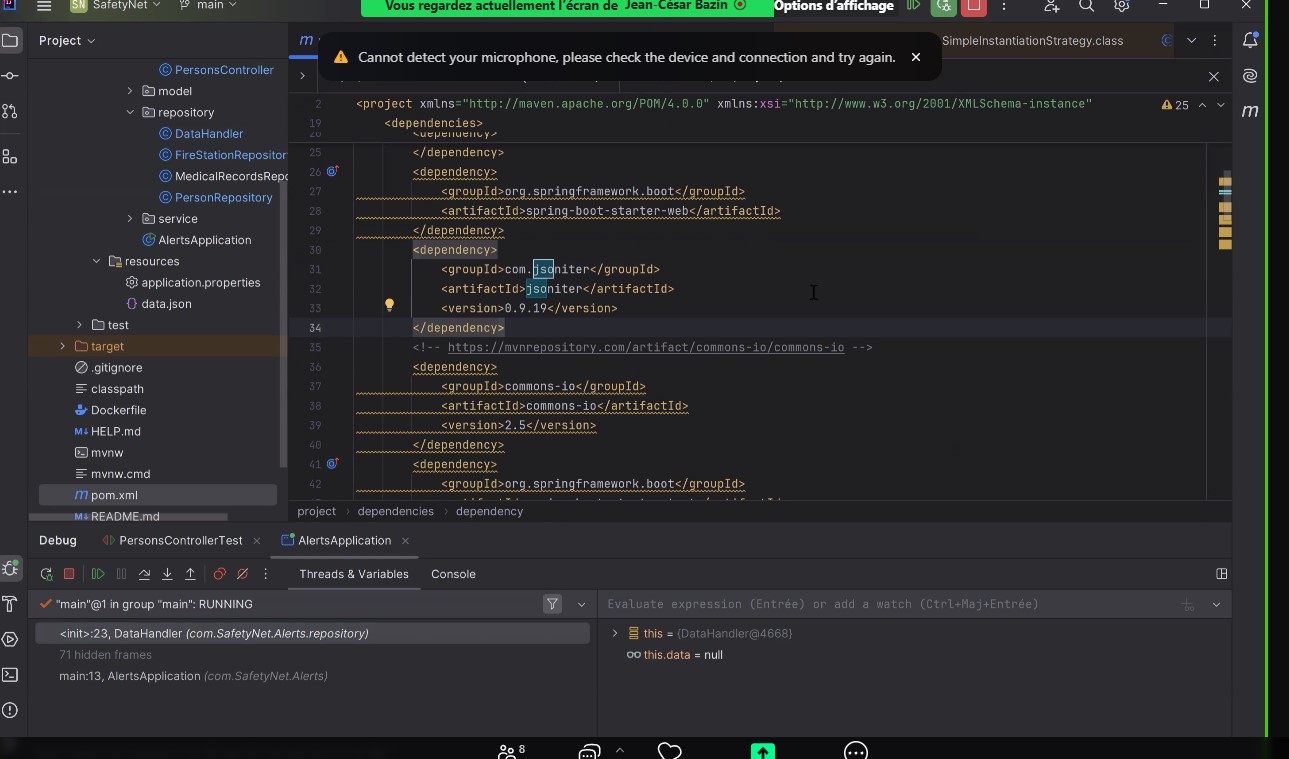 SN SafetyNet main
Vous regardez actuellement l'écran de Jean-César Bazin
Options d'affichage
Project
m
SimpleInstantiationStrategy.class
Cannot detect your microphone, please check the device and connection and try again.
PersonsController
model
repository
DataHandler
FireStationRepositor
MedicalRecordsRepo
PersonRepository
service
AlertsApplication
resources
application.properties
data.json
test
target
.gitignore
classpath
Dockerfile
HELP.md
mvnw
mvnw.cmd
pom.xml
README.md
2 <project xmlns="http://maven.apache.org/POM/4.0.0" xmlns:xsi="http://www.w3.org/2001/XMLSchema-instance"
25
19 <dependencies>
20 <dependency>
25 </dependency>
26 <dependency>
27 <groupId>org.springframework.boot</groupId>
28 <artifactId>spring-boot-starter-web</artifactId>
29 </dependency>
30 <dependency>
31 <groupId>com.jsoniter</groupId>
32 <artifactId>jsoniter</artifactId>
33 <version>0.9.19</version>
34 </dependency>
35 <!-- https://mvnrepository.com/artifact/commons-io/commons-io -->
36 <dependency>
37 <groupId>commons-io</groupId>
38 <artifactId>commons-io</artifactId>
39 <version>2.5</version>
40 </dependency>
41 <dependency>
42 <groupId>org.springframework.boot</groupId>
project › dependencies › dependency
Debug PersonsControllerTest AlertsApplication
Threads & Variables Console
"main"@1 in group "main": RUNNING
Evaluate expression (Entrée) or add a watch (Ctrl+Maj+Entrée)
<init>:23, DataHandler (com.SafetyNet.Alerts.repository)
71 hidden frames
main:13, AlertsApplication (com.SafetyNet.Alerts)
this = {DataHandler@4668}
this.data = null
8